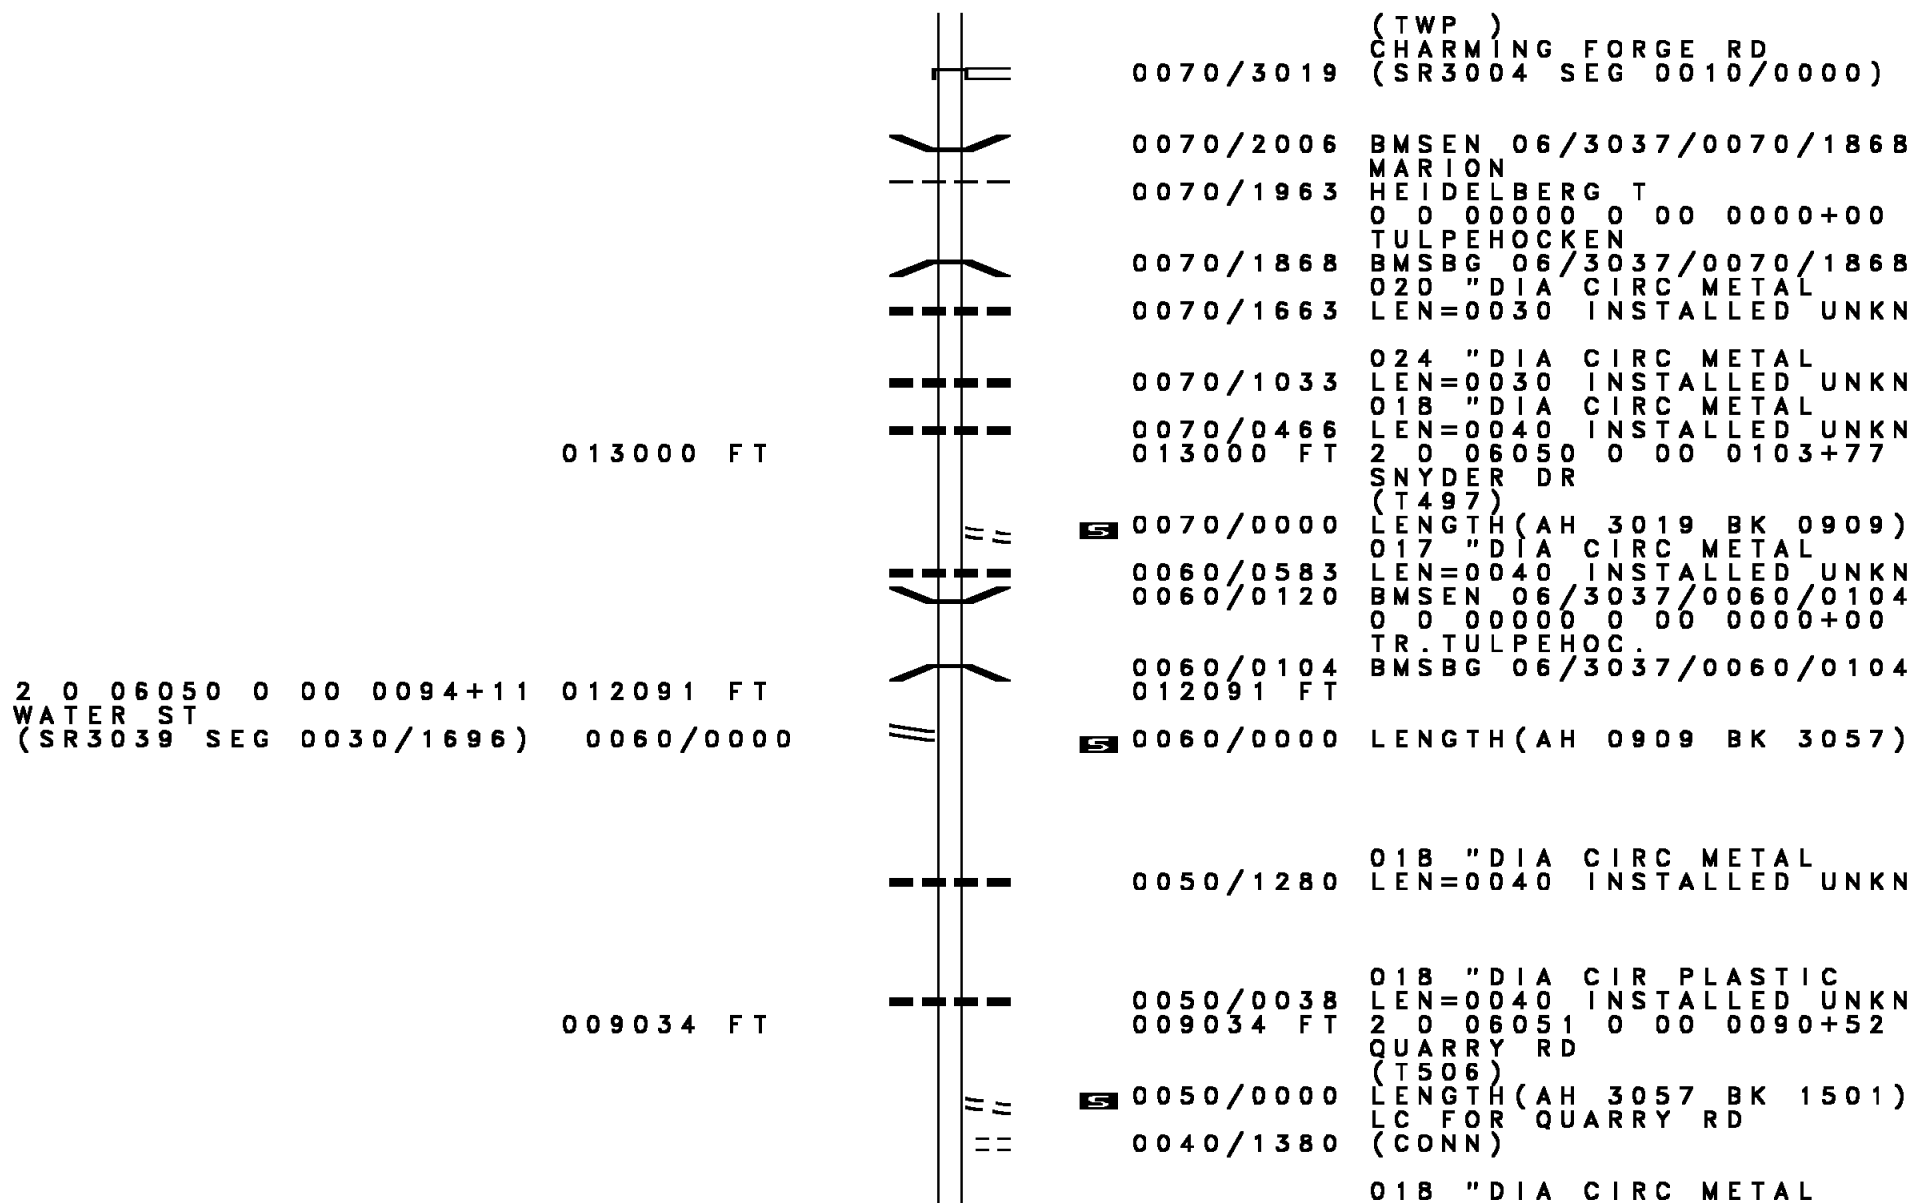 (TWP )
CHARMING FORGE RD
0070/3019 (SR3004 SEG 0010/0000)
0070/2006 BMSEN 06/3037/0070/1868
MARION
0070/1963 HEIDELBERG T
0 0 00000 0 00 0000+00
TULPEHOCKEN
0070/1868 BMSBG 06/3037/0070/1868
020 "DIA CIRC METAL
0070/1663 LEN=0030 INSTALLED UNKN
024 "DIA CIRC METAL
0070/1033 LEN=0030 INSTALLED UNKN
018 "DIA CIRC METAL
0070/0466 LEN=0040 INSTALLED UNKN
013000 FT 013000 FT 2 0 06050 0 00 0103+77
SNYDER DR
(T497)
S 0070/0000 LENGTH(AH 3019 BK 0909)
017 "DIA CIRC METAL
0060/0583 LEN=0040 INSTALLED UNKN
0060/0120 BMSEN 06/3037/0060/0104
0 0 00000 0 00 0000+00
TR.TULPEHOC.
0060/0104 BMSBG 06/3037/0060/0104
2 0 06050 0 00 0094+11 012091 FT 012091 FT
WATER ST
(SR3039 SEG 0030/1696) 0060/0000 S 0060/0000 LENGTH(AH 0909 BK 3057)
018 "DIA CIRC METAL
0050/1280 LEN=0040 INSTALLED UNKN
018 "DIA CIR PLASTIC
0050/0038 LEN=0040 INSTALLED UNKN
009034 FT 009034 FT 2 0 06051 0 00 0090+52
QUARRY RD
(T506)
S 0050/0000 LENGTH(AH 3057 BK 1501)
LC FOR QUARRY RD
0040/1380 (CONN)
018 "DIA CIRC METAL